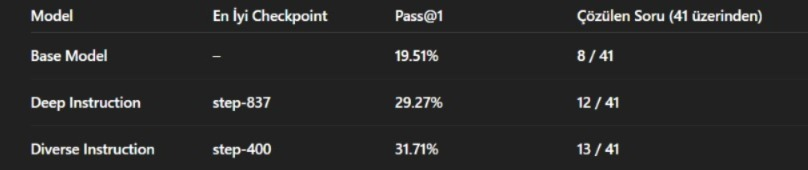 Model En İyi Checkpoint Pass@1 Çözülen Soru (41 üzerinden)
Base Model – 19.51% 8 / 41
Deep Instruction step-837 29.27% 12 / 41
Diverse Instruction step-400 31.71% 13 / 41